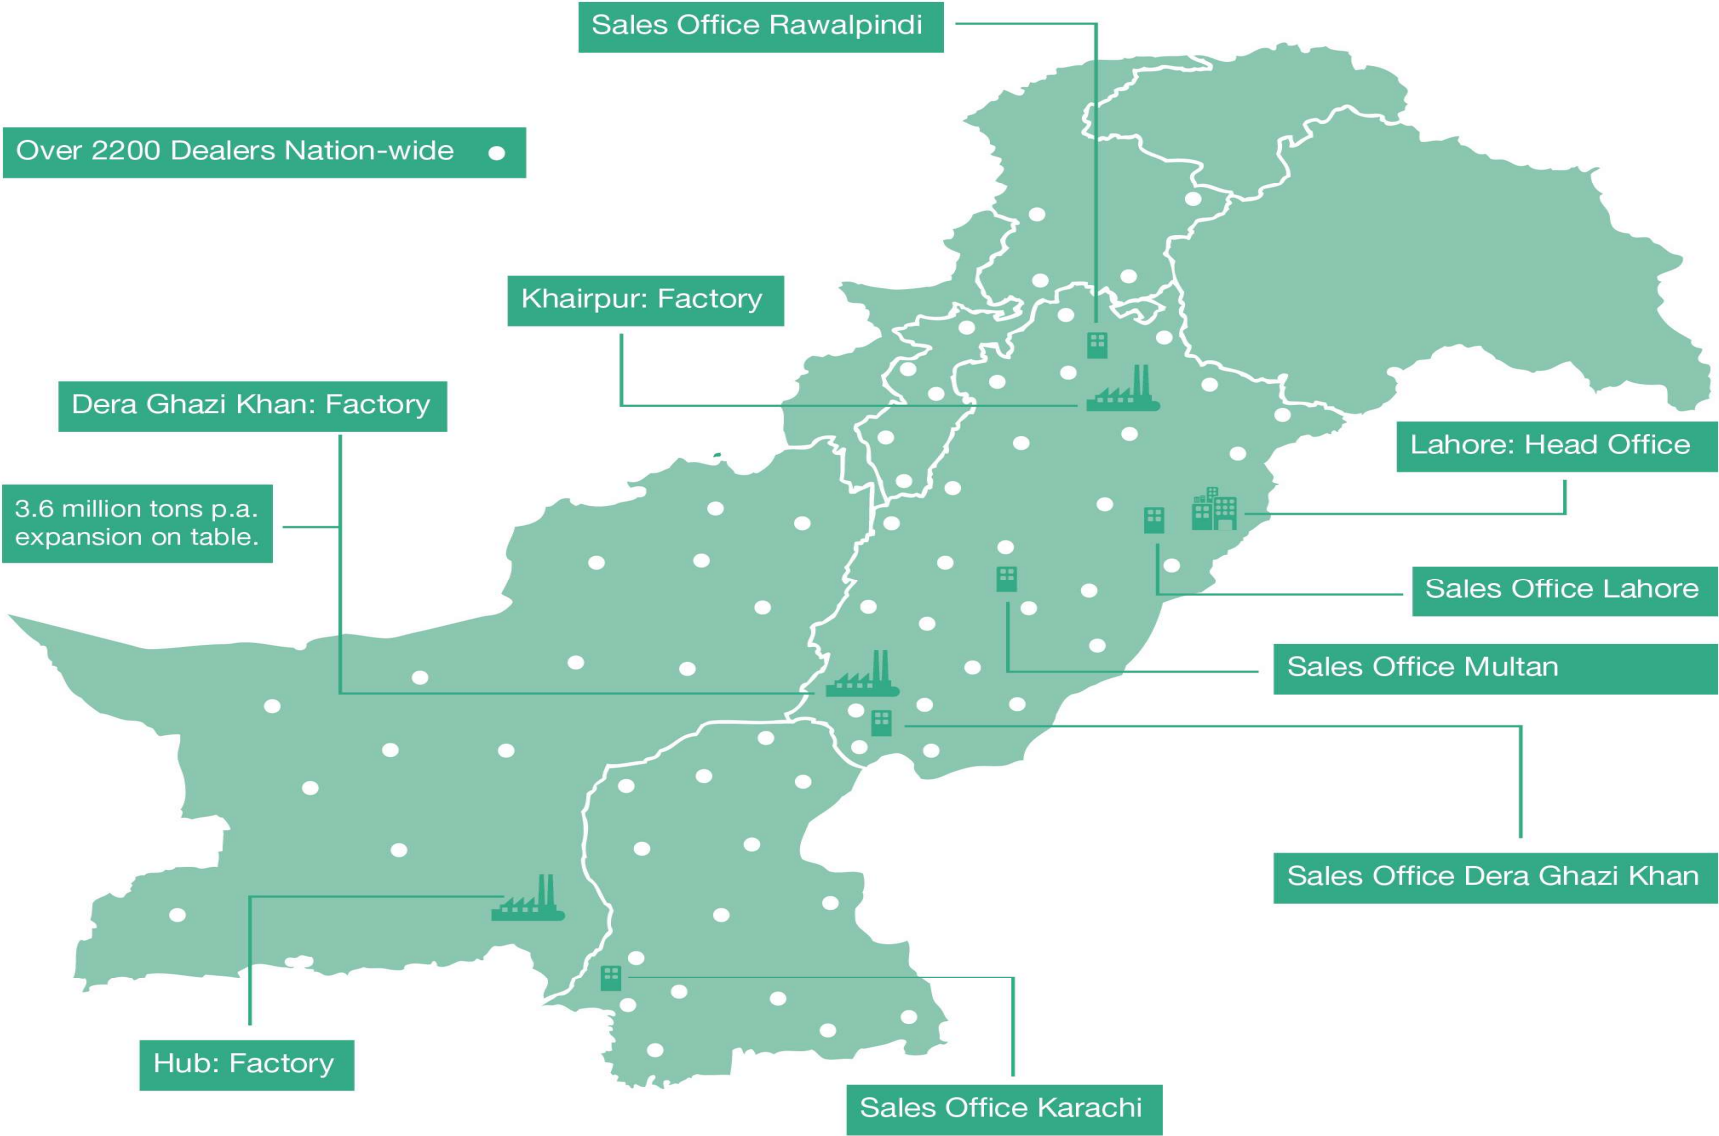 Sales Office Rawalpindi
Over 2200 Dealers Nation-wide
Khairpur: Factory
Dera Ghazi Khan: Factory
Lahore: Head Office
3.6 million tons p.a.
expansion on table.
Sales Office Lahore
Sales Office Multan
Sales Office Dera Ghazi Khan
Hub: Factory
Sales Office Karachi